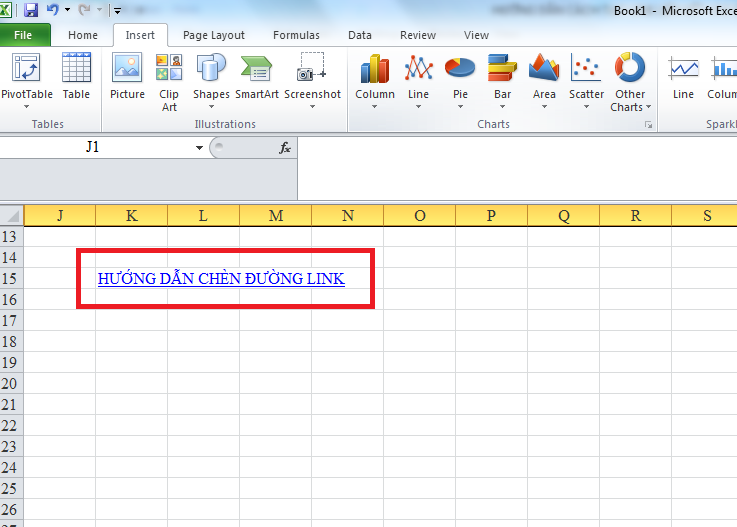 Book1 - Microsoft Exce
File Home Insert Page Layout Formulas Data Review View
PivotTable Table Picture Clip Art Shapes SmartArt Screenshot Column Line Pie Bar Area Scatter Other Charts Line Colum
Tables Illustrations Charts Sparkl
J1 fx
J K L M N O P Q R S
13
14
15 HƯỚNG DẪN CHÈN ĐƯỜNG LINK
16
17
18
19
20
21
22
23
24
25
26